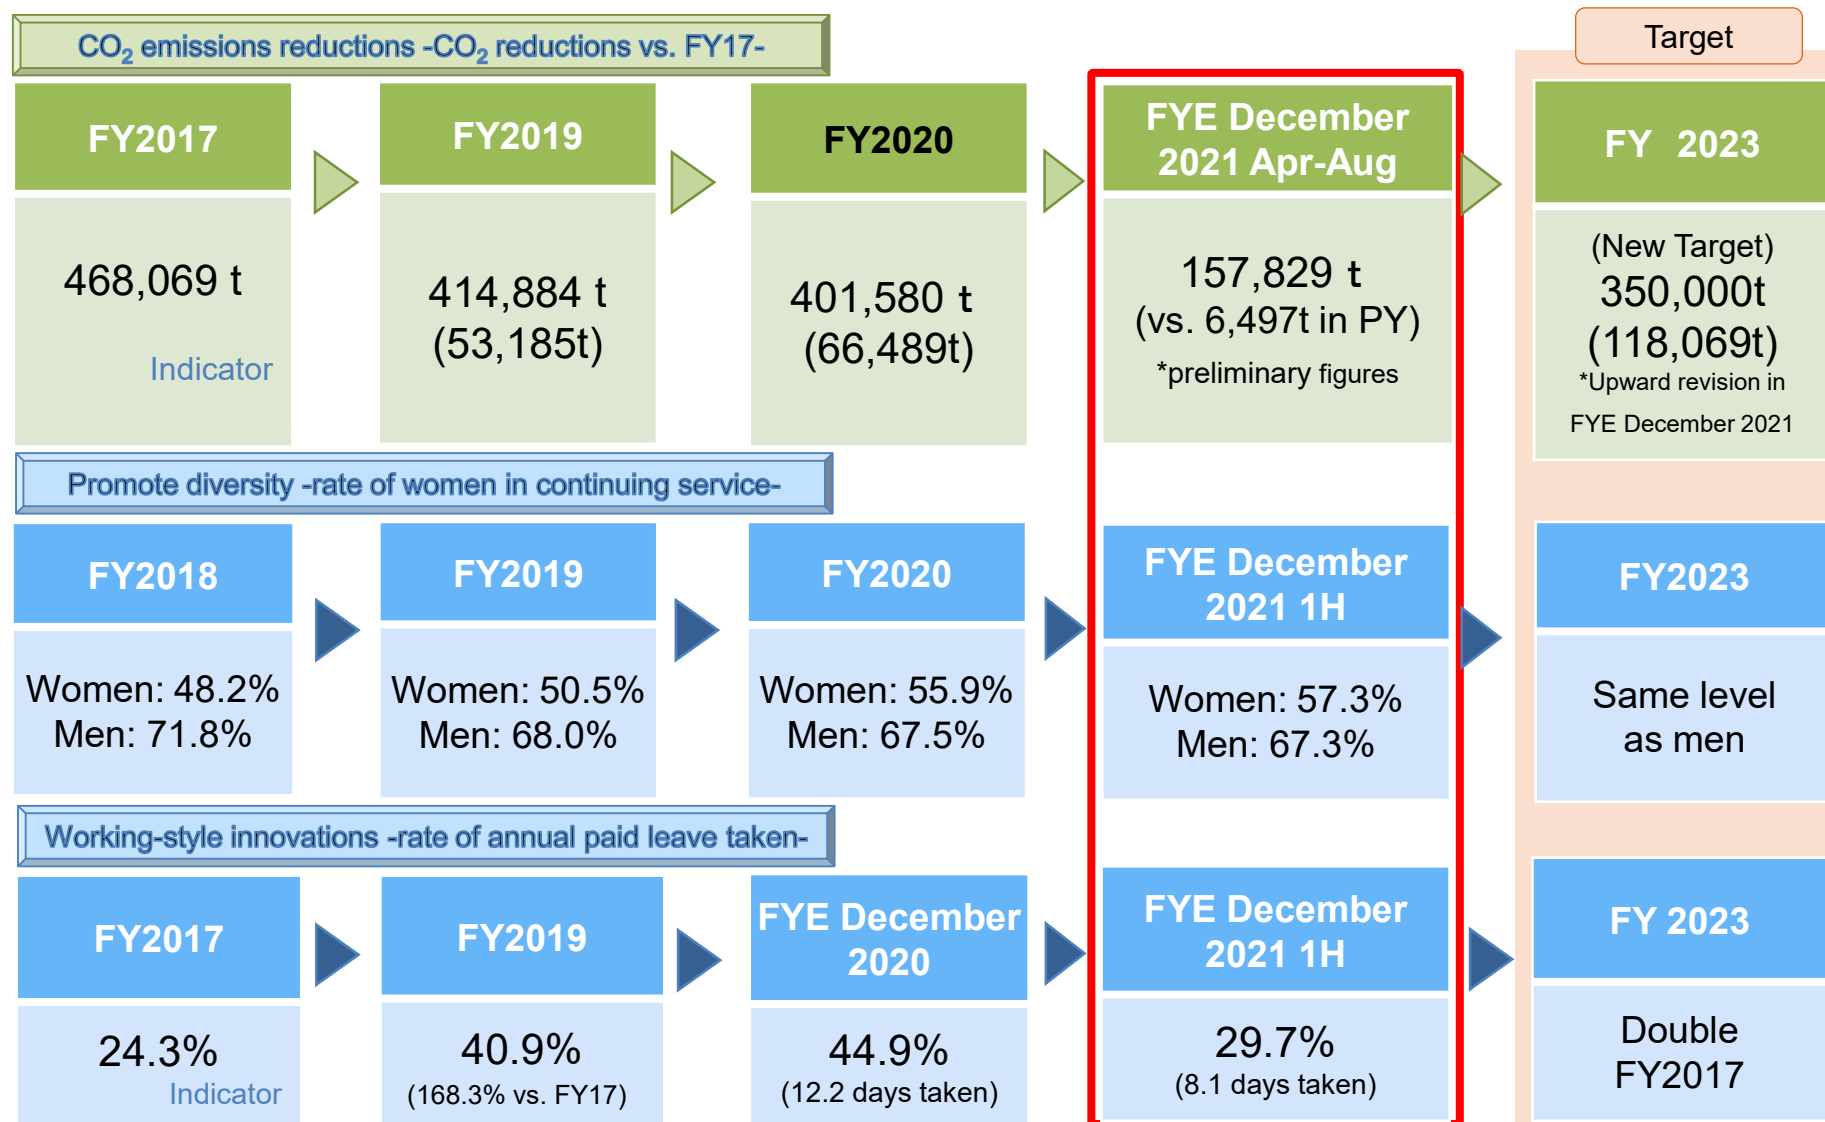 CO₂ emissions reductions -CO₂ reductions vs. FY17-
Target
FY2017
FY2019
FY2020
FYE December
2021 Apr-Aug
FY 2023
468,069 t
Indicator
414,884 t
(53,185t)
401,580 t
(66,489t)
157,829 t
(vs. 6,497t in PY)
*preliminary figures
(New Target)
350,000t
(118,069t)
*Upward revision in
FYE December 2021
Promote diversity -rate of women in continuing service-
FY2018
FY2019
FY2020
FYE December
2021 1H
FY2023
Women: 48.2%
Men: 71.8%
Women: 50.5%
Men: 68.0%
Women: 55.9%
Men: 67.5%
Women: 57.3%
Men: 67.3%
Same level
as men
Working-style innovations -rate of annual paid leave taken-
FY2017
FY2019
FYE December
2020
FYE December
2021 1H
FY 2023
24.3%
Indicator
40.9%
(168.3% vs. FY17)
44.9%
(12.2 days taken)
29.7%
(8.1 days taken)
Double
FY2017